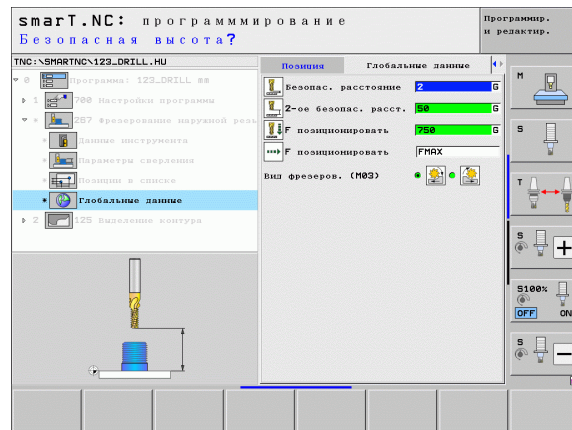 smarT.NC: программмирование
Программир.
и редактир.
Безопасная высота?
TNC:\SMARTNC\123_DRILL.HU
Позиция
Глобальные данные
0 Программа: 123_DRILL мм
1 700 Настройки программы
* 267 Фрезерование наружной резь
* Данные инструмента
* Параметры сверления
* Позиции в списке
* Глобальные данные
2 125 Выделение контура
Безопас. расстояние 2 G
2-ое безопас. расст. 50 G
F позиционировать 750 G
F позиционировать FMAX
Вид фрезеров. (M03)
M
S
T
S
+
S100%
OFF ON
S
−